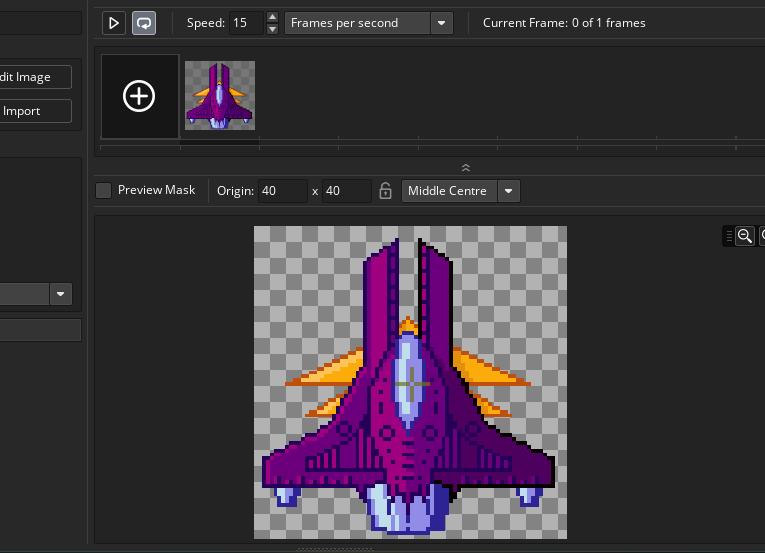 Speed: 15 Frames per second Current Frame: 0 of 1 frames
dit Image
Import
Preview Mask Origin: 40 x 40 Middle Centre